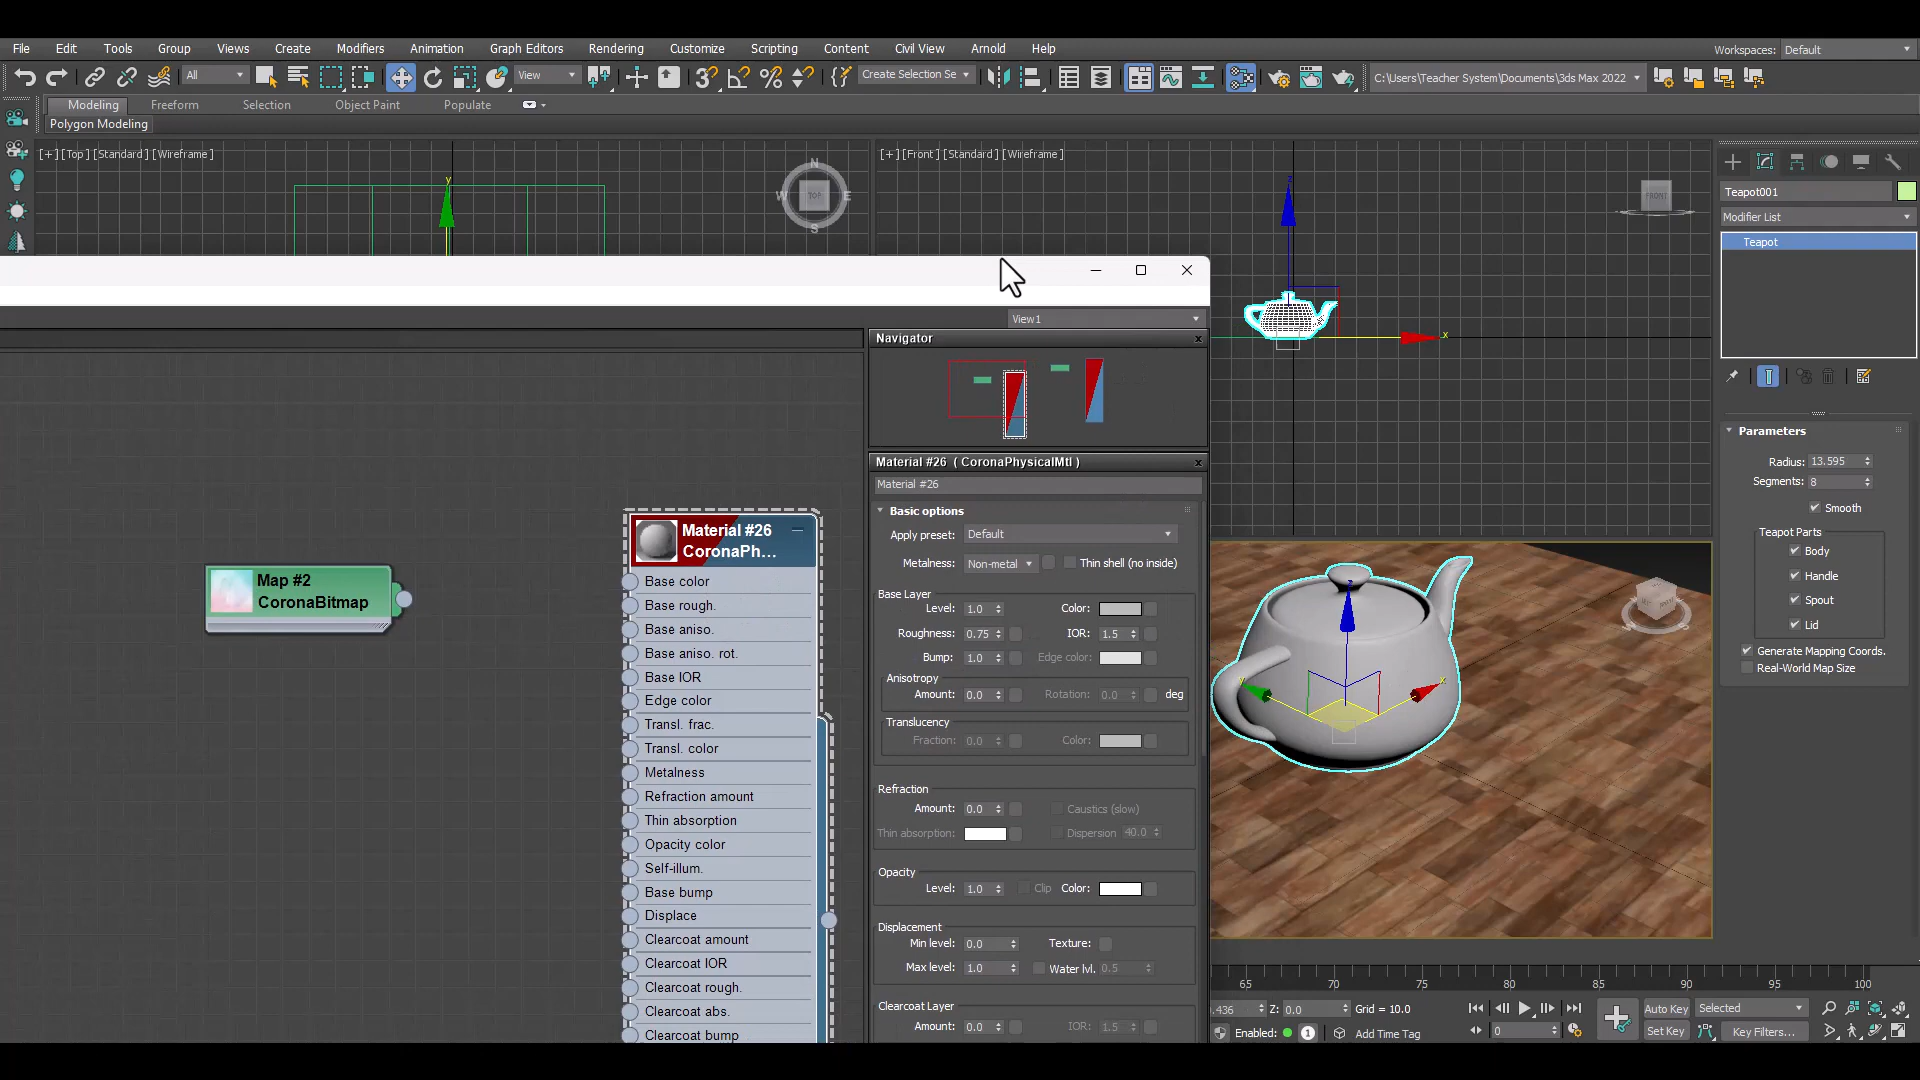 File Edit Tools Group Views Create Modifiers Animation Graph Editors Rendering Customize Scripting Content Civil View Arnold Help Workspaces: Default
All View Create Selection Se C:\Users\Teacher System\Documents\3ds Max 2022
Modeling Freeform Selection Object Paint Populate
Polygon Modeling
[+] [Top] [Standard] [Wireframe]
[+] [Front] [Standard] [Wireframe]
N
W TOP E
S
y
z
FRONT
x
Teapot001
Modifier List
Teapot
View1
Navigator
Material #26 ( CoronaPhysicalMtl )
Material #26
Basic options
Apply preset: Default
Metalness: Non-metal Thin shell (no inside)
Base Layer
Level: 1.0 Color:
Roughness: 0.75 IOR: 1.5
Bump: 1.0 Edge color:
Anisotropy
Amount: 0.0 Rotation: 0.0 deg
Translucency
Fraction: 0.0 Color:
Refraction
Amount: 0.0 Caustics (slow)
Thin absorption: Dispersion 40.0
Opacity
Level: 1.0 Clip Color:
Displacement
Min level: 0.0 Texture:
Max level: 1.0 Water lvl. 0.5
Clearcoat Layer
Amount: 0.0 IOR: 1.5
Map #2
CoronaBitmap
Material #26
CoronaPh...
Base color
Base rough.
Base aniso.
Base aniso. rot.
Base IOR
Edge color
Transl. frac.
Transl. color
Metalness
Refraction amount
Thin absorption
Opacity color
Self-illum.
Base bump
Displace
Clearcoat amount
Clearcoat IOR
Clearcoat rough.
Clearcoat abs.
Clearcoat bump
z
y x
Parameters
Radius: 13.595
Segments: 8
Smooth
Teapot Parts
Body
Handle
Spout
Lid
Generate Mapping Coords.
Real-World Map Size
65 70 75 80 85 90 95 100
.436 Z: 0.0 Grid = 10.0 Auto Key Selected
Enabled: 1 Add Time Tag 0 Set Key Key Filters...